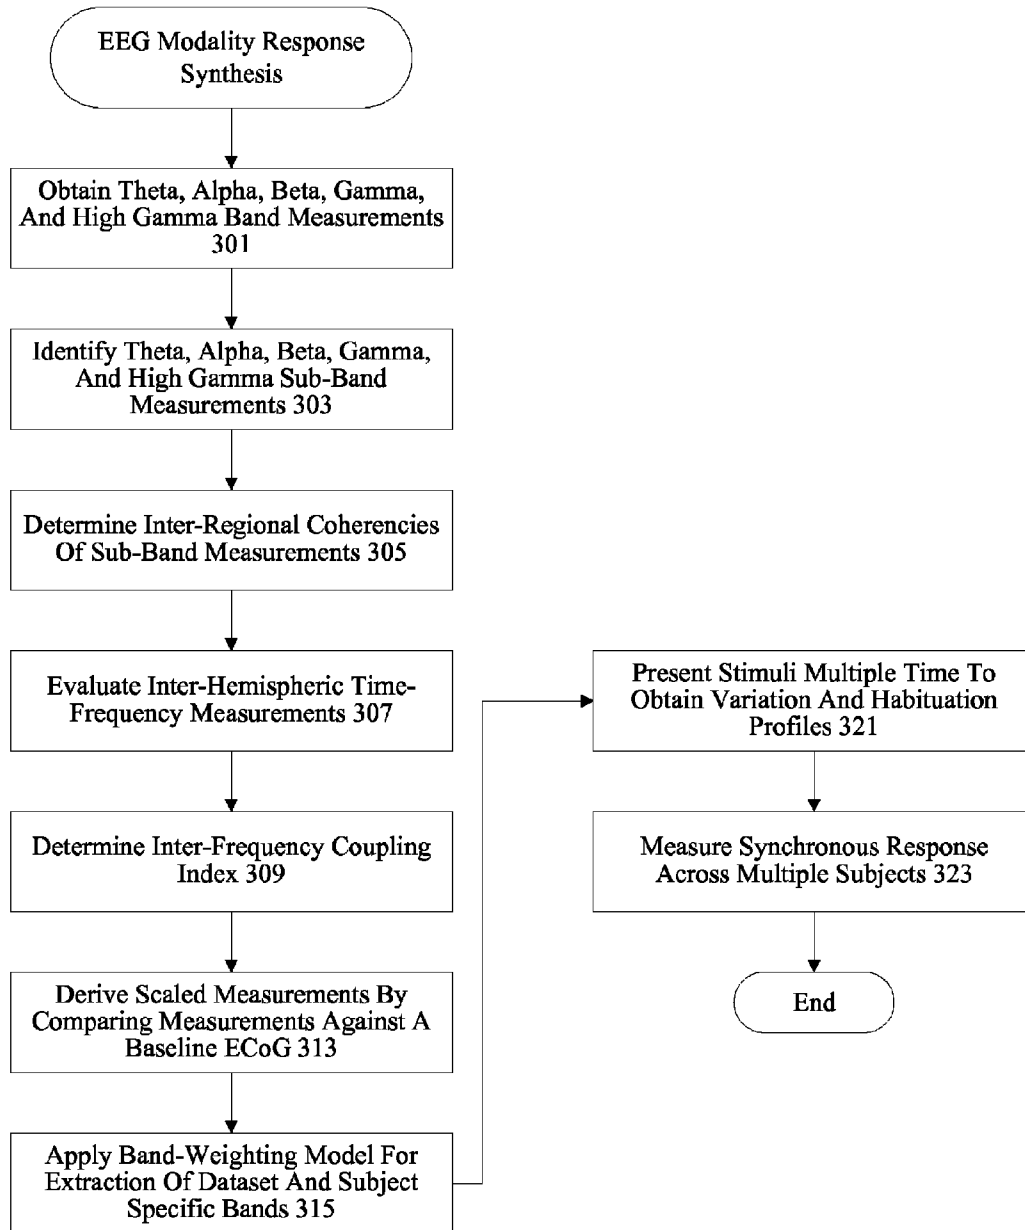 EEG Modality Response
Synthesis
Obtain Theta, Alpha, Beta, Gamma,
And High Gamma Band Measurements
301
Identify Theta, Alpha, Beta, Gamma,
And High Gamma Sub-Band
Measurements 303
Determine Inter-Regional Coherencies
Of Sub-Band Measurements 305
Evaluate Inter-Hemispheric Time-
Frequency Measurements 307
Determine Inter-Frequency Coupling
Index 309
Derive Scaled Measurements By
Comparing Measurements Against A
Baseline ECoG 313
Apply Band-Weighting Model For
Extraction Of Dataset And Subject
Specific Bands 315
Present Stimuli Multiple Time To
Obtain Variation And Habituation
Profiles 321
Measure Synchronous Response
Across Multiple Subjects 323
End